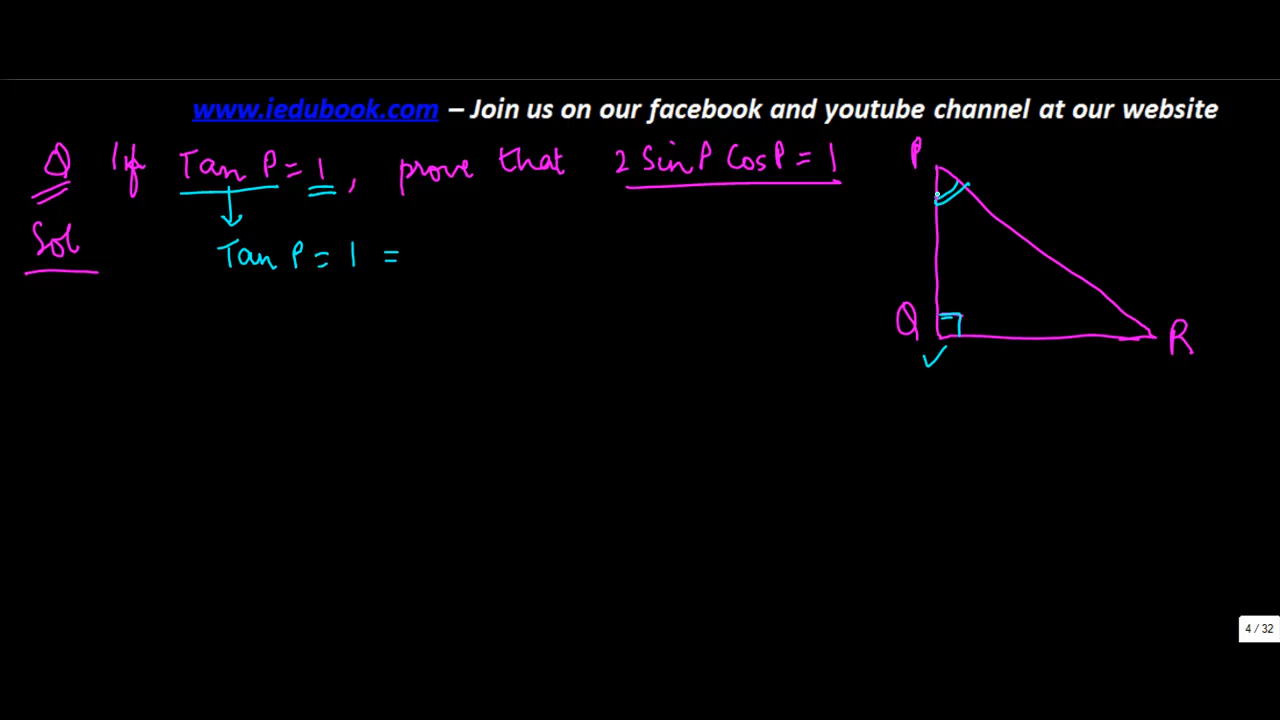 www.iedubook.com – Join us on our facebook and youtube channel at our website
Q If Tan P = 1, prove that 2 Sin P Cos P = 1
Sol
Tan P = 1 =
P
Q
R
4 / 32